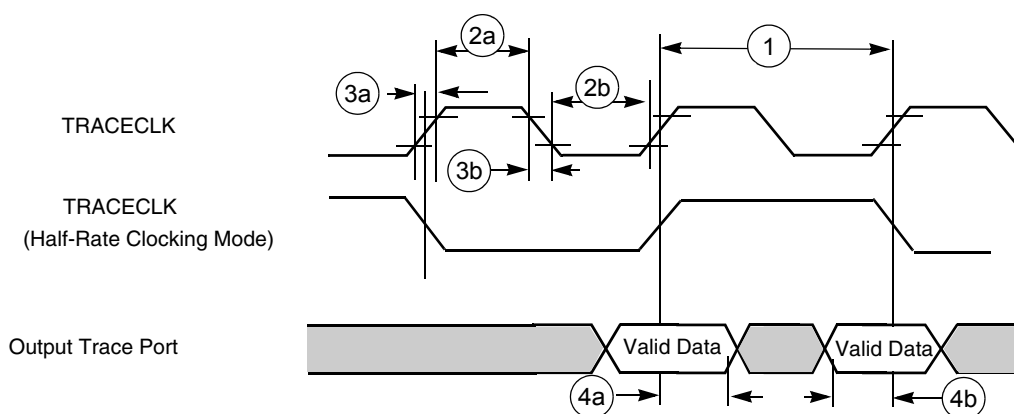 2a
1
3a
2b
TRACECLK
3b
TRACECLK
(Half-Rate Clocking Mode)
Output Trace Port
Valid Data
Valid Data
4a
4b